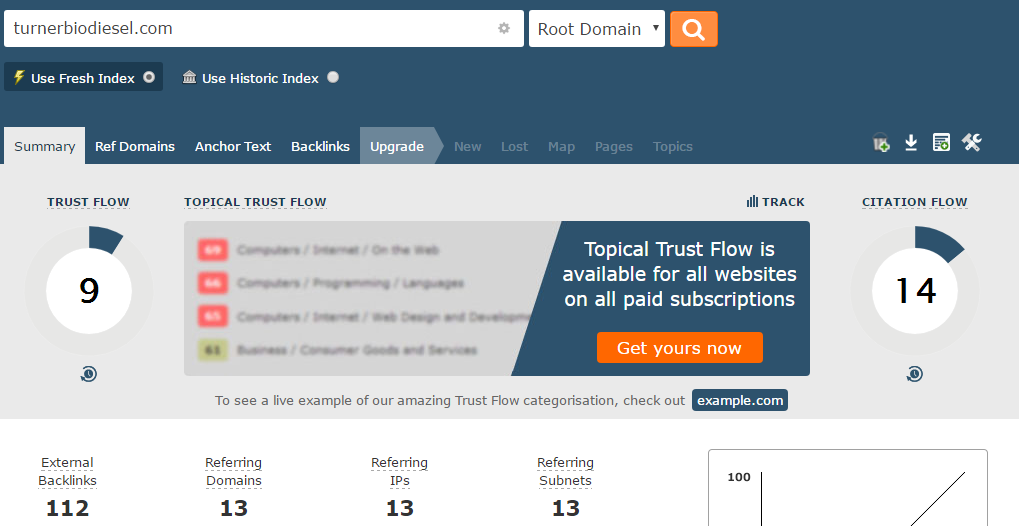 turnerbiodiesel.com
Root Domain
Use Fresh Index
Use Historic Index
Summary Ref Domains Anchor Text Backlinks Upgrade New Lost Map Pages Topics
TRUST FLOW
9
TOPICAL TRUST FLOW
TRACK
69 Computers / Internet / On the Web
66 Computers / Programming / Languages
65 Computers / Internet / Web Design and Developme
61 Business / Consumer Goods and Services
Topical Trust Flow is
available for all websites
on all paid subscriptions
Get yours now
CITATION FLOW
14
To see a live example of our amazing Trust Flow categorisation, check out example.com
External
Backlinks
112
Referring
Domains
13
Referring
IPs
13
Referring
Subnets
13
100